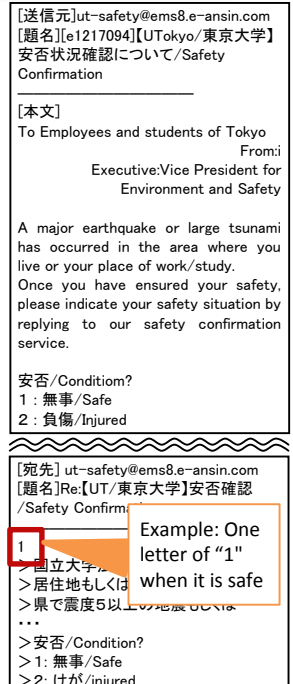 [送信元]ut-safety@ems8.e-ansin.com
[題名][e1217094]【UTokyo/東京大学】
安否状況確認について/Safety
Confirmation
[本文]
To Employees and students of Tokyo
From:i
Executive:Vice President for
Environment and Safety
A major earthquake or large tsunami
has occurred in the area where you
live or your place of work/study.
Once you have ensured your safety,
please indicate your safety situation by
replying to our safety confirmation
service.
安否/Conditiom?
1：無事/Safe
2：負傷/Injured
[宛先] ut-safety@ems8.e-ansin.com
[題名]Re:【UT/東京大学】安否確認
/Safety Confirm
Example: One
letter of “1"
when it is safe
1
＞国立大学
＞居住地もしくは
＞県で震度５以上の地震もしくは
・・・
＞安否/Condition?
＞1: 無事/Safe
＞2: けが/injured